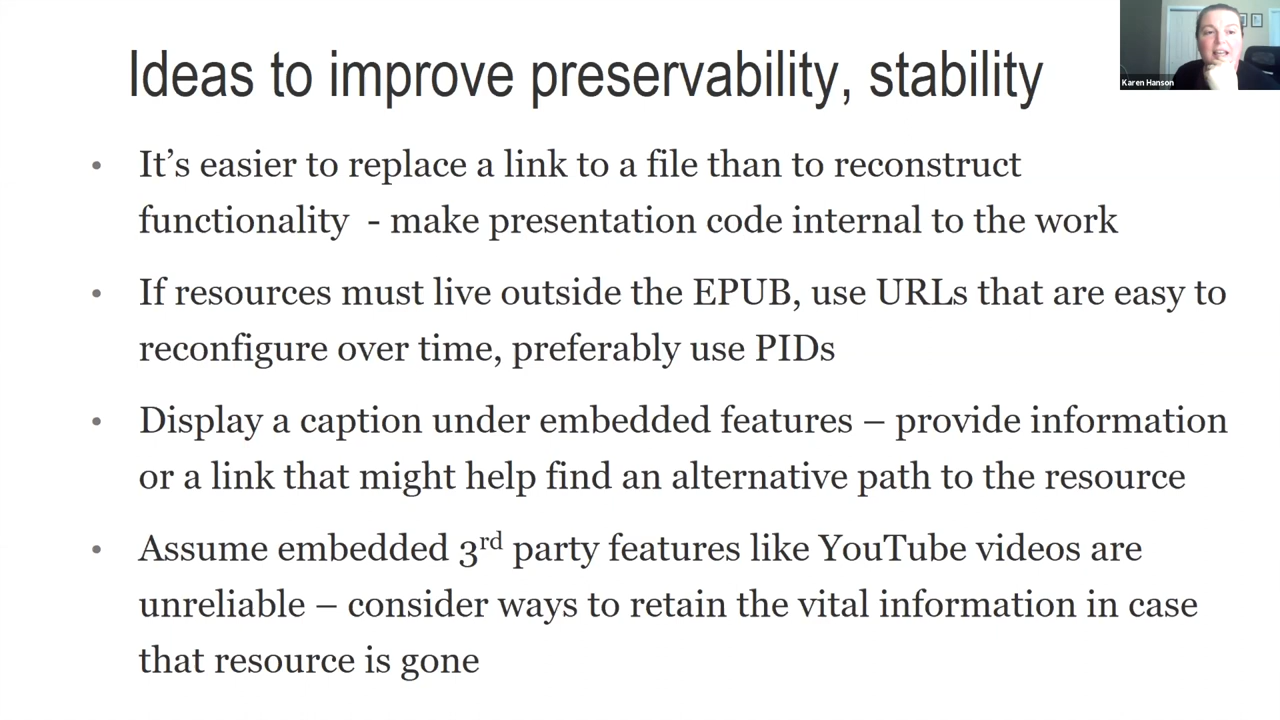 Ideas to improve preservability, stability
Karen Hanson
• It’s easier to replace a link to a file than to reconstruct
functionality - make presentation code internal to the work
• If resources must live outside the EPUB, use URLs that are easy to
reconfigure over time, preferably use PIDs
• Display a caption under embedded features – provide information
or a link that might help find an alternative path to the resource
• Assume embedded 3rd party features like YouTube videos are
unreliable – consider ways to retain the vital information in case
that resource is gone